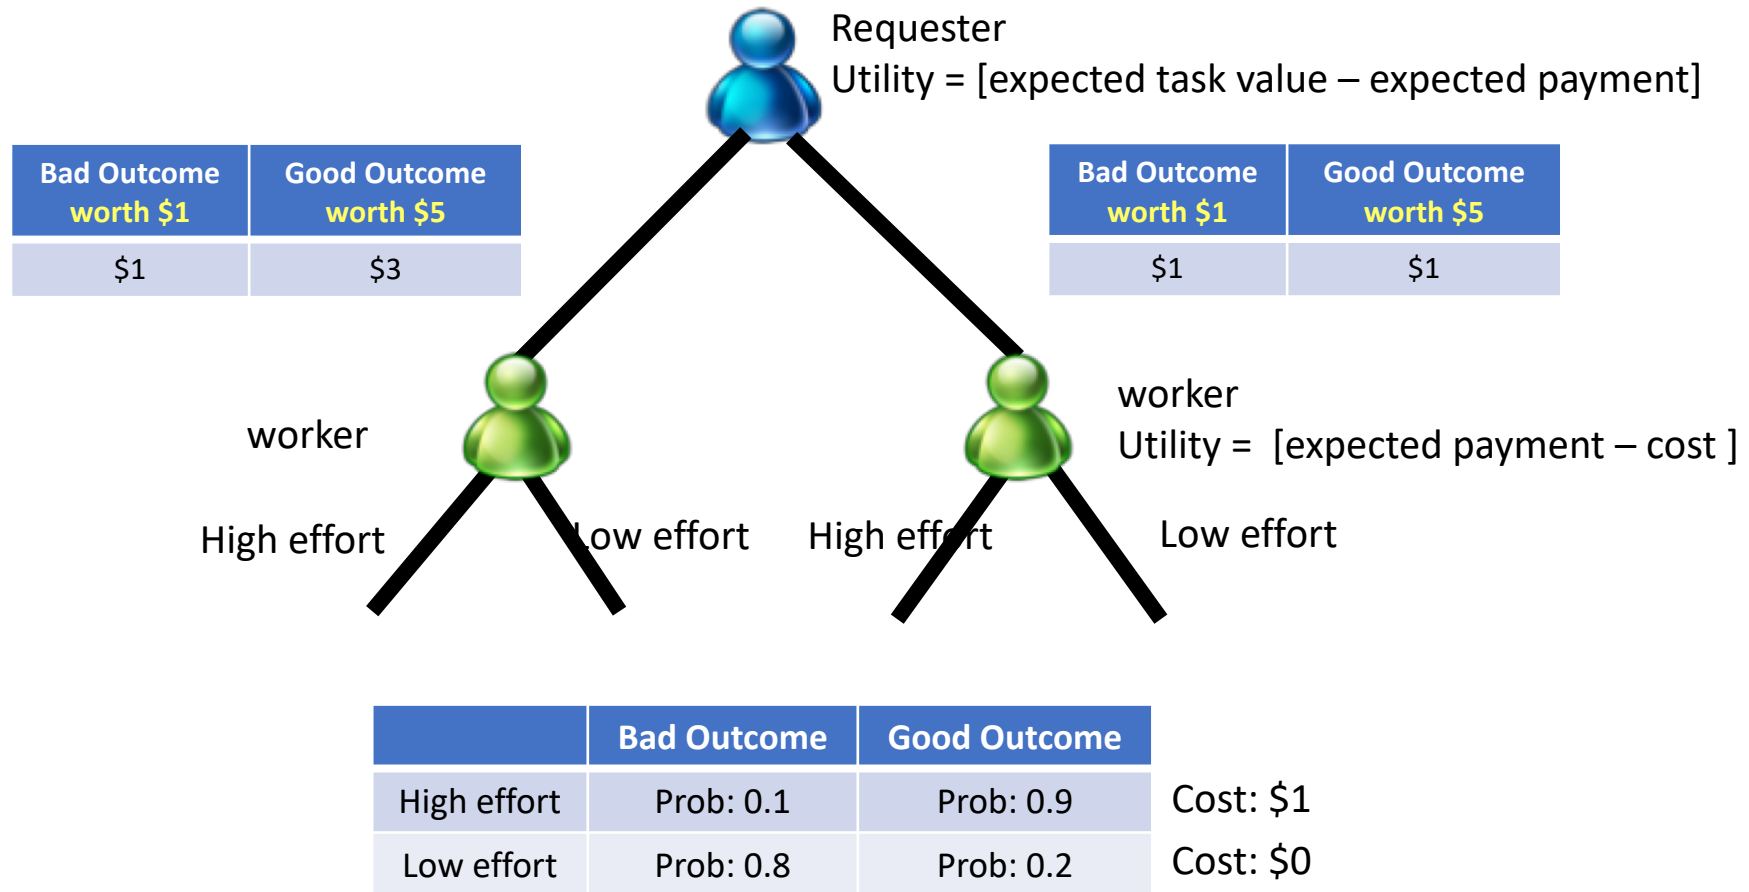 Requester
Utility = [expected task value – expected payment]
Bad Outcome
worth $1
Good Outcome
worth $5
$1
$3
Bad Outcome
worth $1
Good Outcome
worth $5
$1
$1
worker
worker
Utility =  [expected payment – cost ]
High effort
Low effort
High effort
Low effort
Bad Outcome
Good Outcome
High effort
Prob: 0.1
Prob: 0.9
Cost: $1
Low effort
Prob: 0.8
Prob: 0.2
Cost: $0